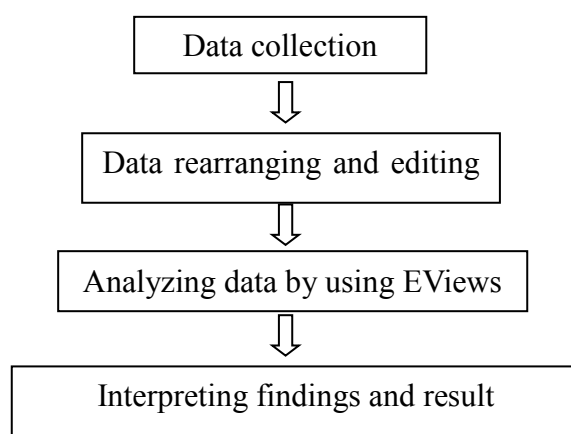 Data collection
Data rearranging and editing
Analyzing data by using EViews
Interpreting findings and result